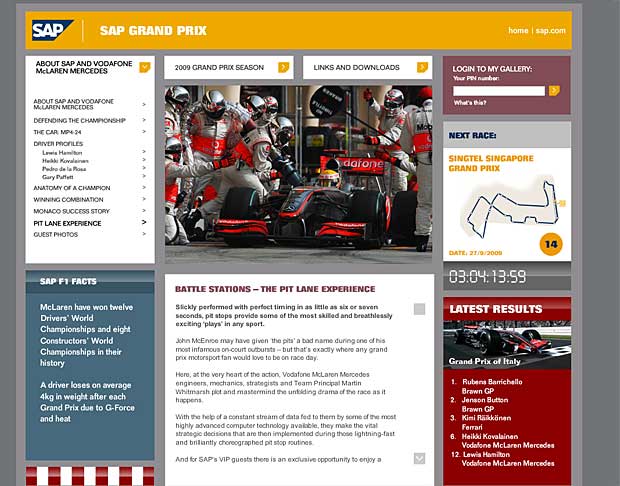 SAP
SAP GRAND PRIX
home | sap.com
ABOUT SAP AND VODAFONE
McLAREN MERCEDES
2009 GRAND PRIX SEASON
LINKS AND DOWNLOADS
LOGIN TO MY GALLERY:
Your PIN number:
What's this?
ABOUT SAP AND VODAFONE
McLAREN MERCEDES
DEFENDING THE CHAMPIONSHIP
THE CAR: MP4-24
DRIVER PROFILES
Lewis Hamilton
Heikki Kovalainen
Pedro de la Rosa
Gary Paffett
ANATOMY OF A CHAMPION
WINNING COMBINATION
MONACO SUCCESS STORY
PIT LANE EXPERIENCE
GUEST PHOTOS
NEXT RACE:
SINGTEL SINGAPORE
GRAND PRIX
14
DATE: 27/9/2009
03:04:13:59
SAP F1 FACTS
McLaren have won twelve
Drivers' World
Championships and eight
Constructors' World
Championships in their
history
A driver loses on average
4kg in weight after each
Grand Prix due to G-Force
and heat
BATTLE STATIONS – THE PIT LANE EXPERIENCE
Slickly performed with perfect timing in as little as six or seven
seconds, pit stops provide some of the most skilled and breathlessly
exciting 'plays' in any sport.
John McEnroe may have given 'the pits' a bad name during one of his
most infamous on-court outbursts – but that's exactly where any grand
prix motorsport fan would love to be on race day.
Here, at the very heart of the action, Vodafone McLaren Mercedes
engineers, mechanics, strategists and Team Principal Martin
Whitmarsh plot and mastermind the unfolding drama of the race as it
happens.
With the help of a constant stream of data fed to them by some of the most
highly advanced computer technology available, they make the vital
strategic decisions that are then implemented during those lightning-fast
and brilliantly choreographed pit stop routines.
And for SAP's VIP guests there is an exclusive opportunity to enjoy a
LATEST RESULTS
Grand Prix of Italy
1. Rubens Barrichello
Brawn GP
2. Jenson Button
Brawn GP
3. Kimi Räikkönen
Ferrari
6. Heikki Kovalainen
Vodafone McLaren Mercedes
12. Lewis Hamilton
Vodafone McLaren Mercedes